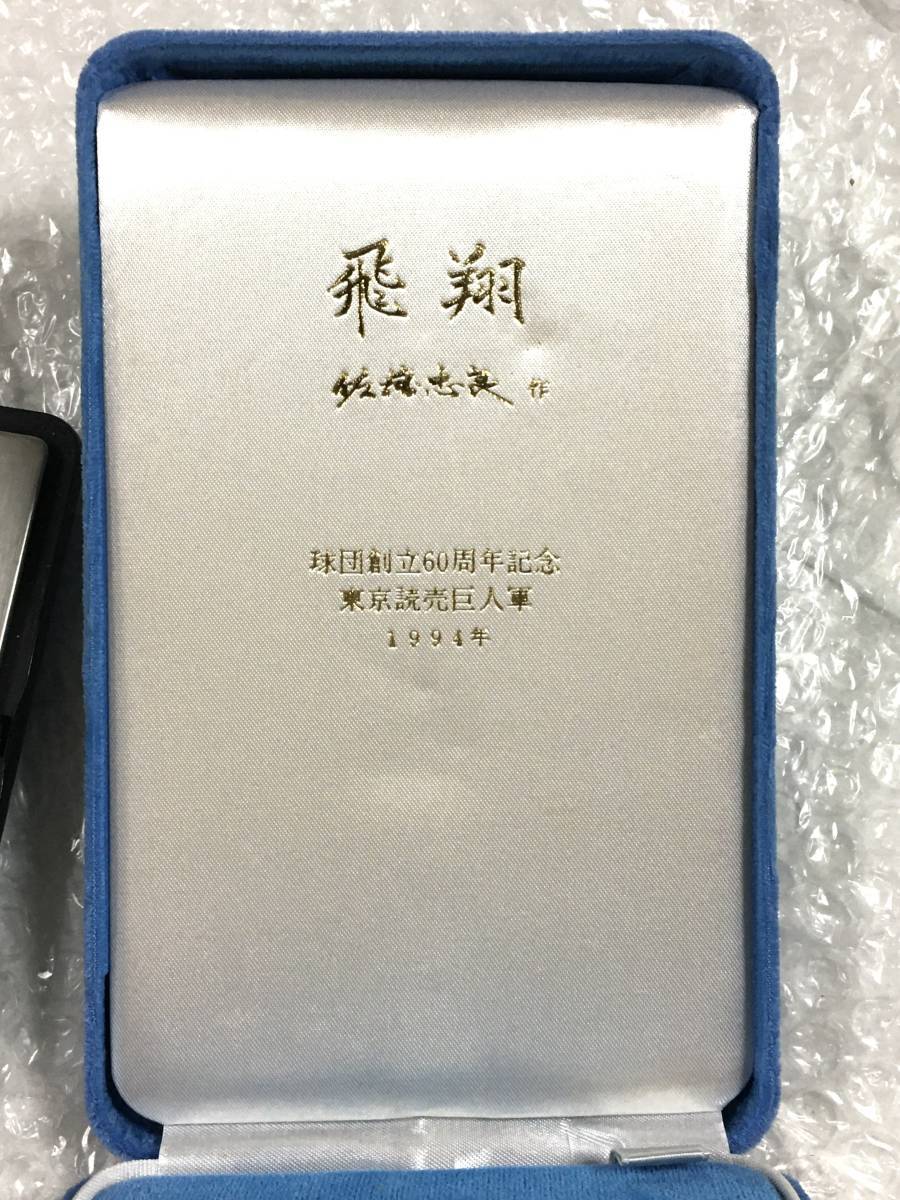 飛翔
佐藤忠良 作
球団創立60周年記念
東京読売巨人軍
1994年